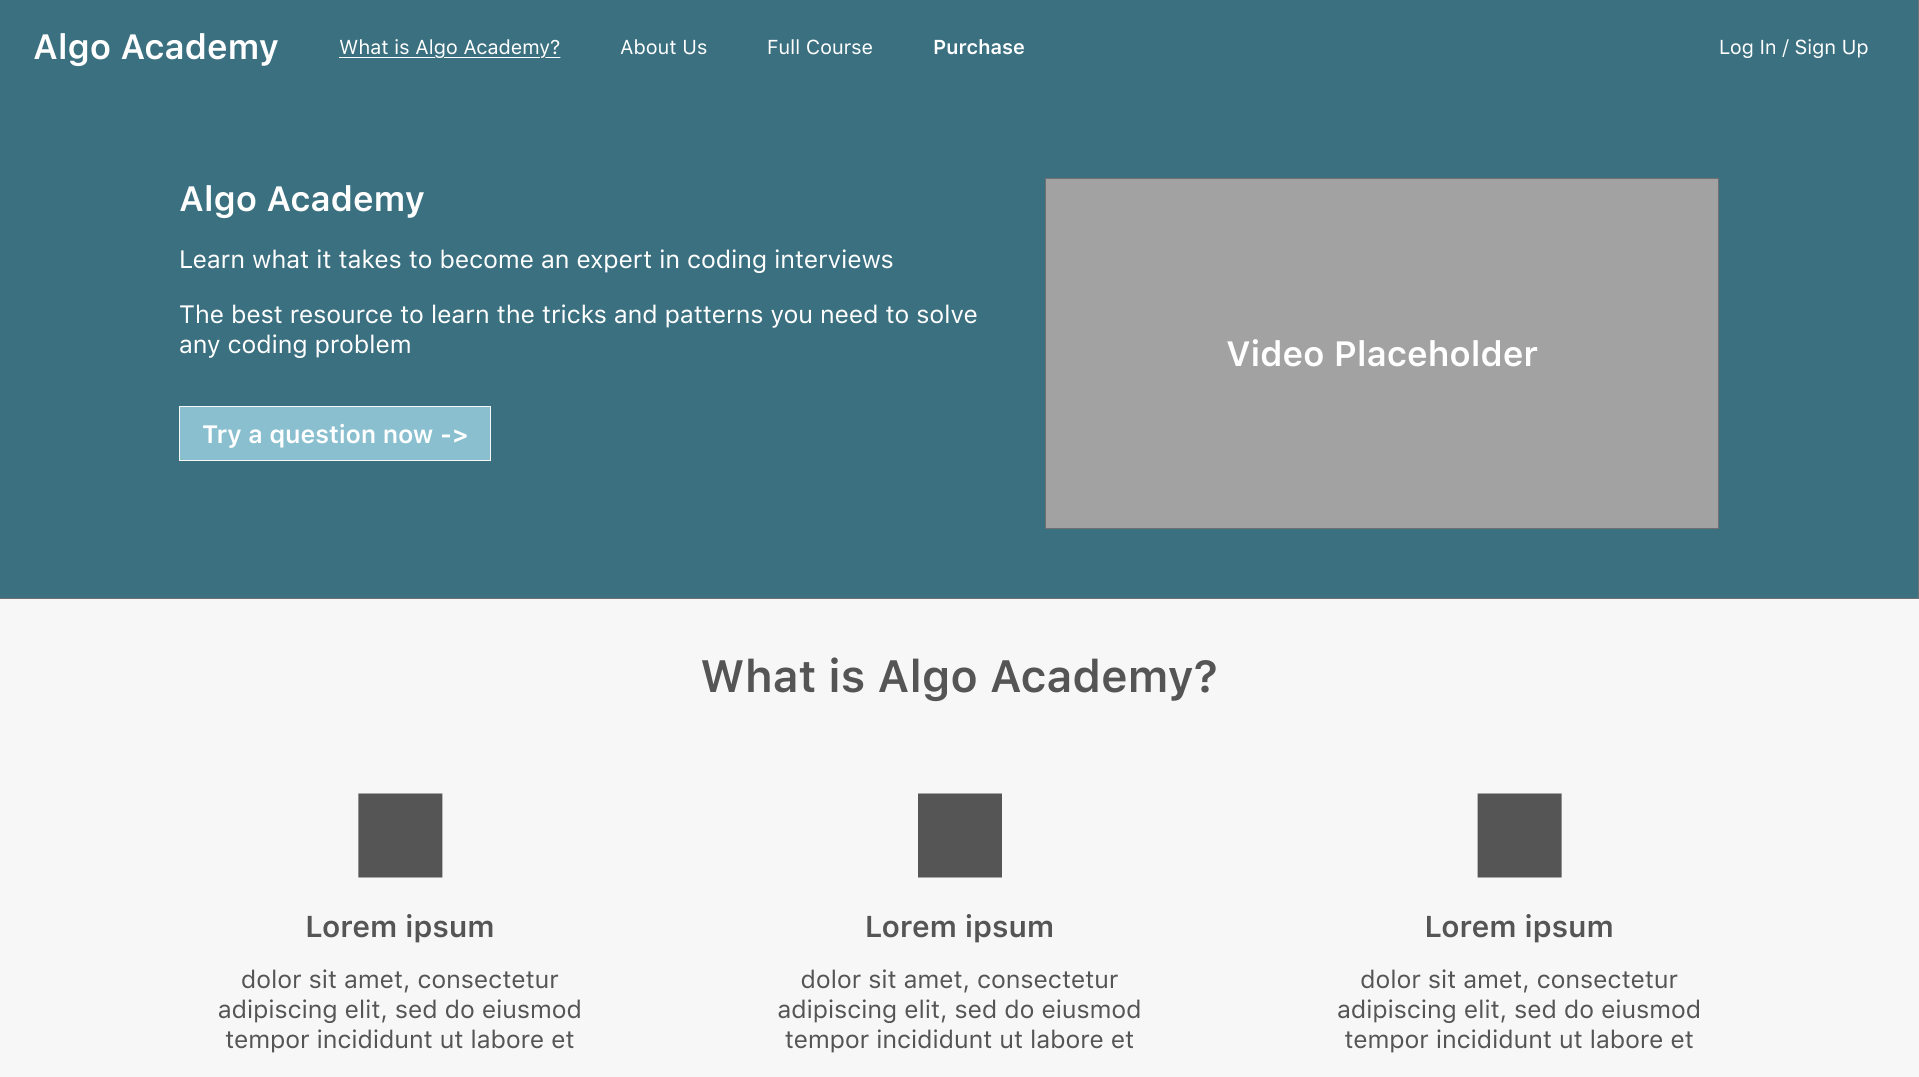 Algo Academy
What is Algo Academy?
About Us
Full Course
Purchase
Log In / Sign Up
Algo Academy
Learn what it takes to become an expert in coding interviews
The best resource to learn the tricks and patterns you need to solve
any coding problem
Try a question now ->
Video Placeholder
What is Algo Academy?
Lorem ipsum
dolor sit amet, consectetur
adipiscing elit, sed do eiusmod
tempor incididunt ut labore et
Lorem ipsum
dolor sit amet, consectetur
adipiscing elit, sed do eiusmod
tempor incididunt ut labore et
Lorem ipsum
dolor sit amet, consectetur
adipiscing elit, sed do eiusmod
tempor incididunt ut labore et